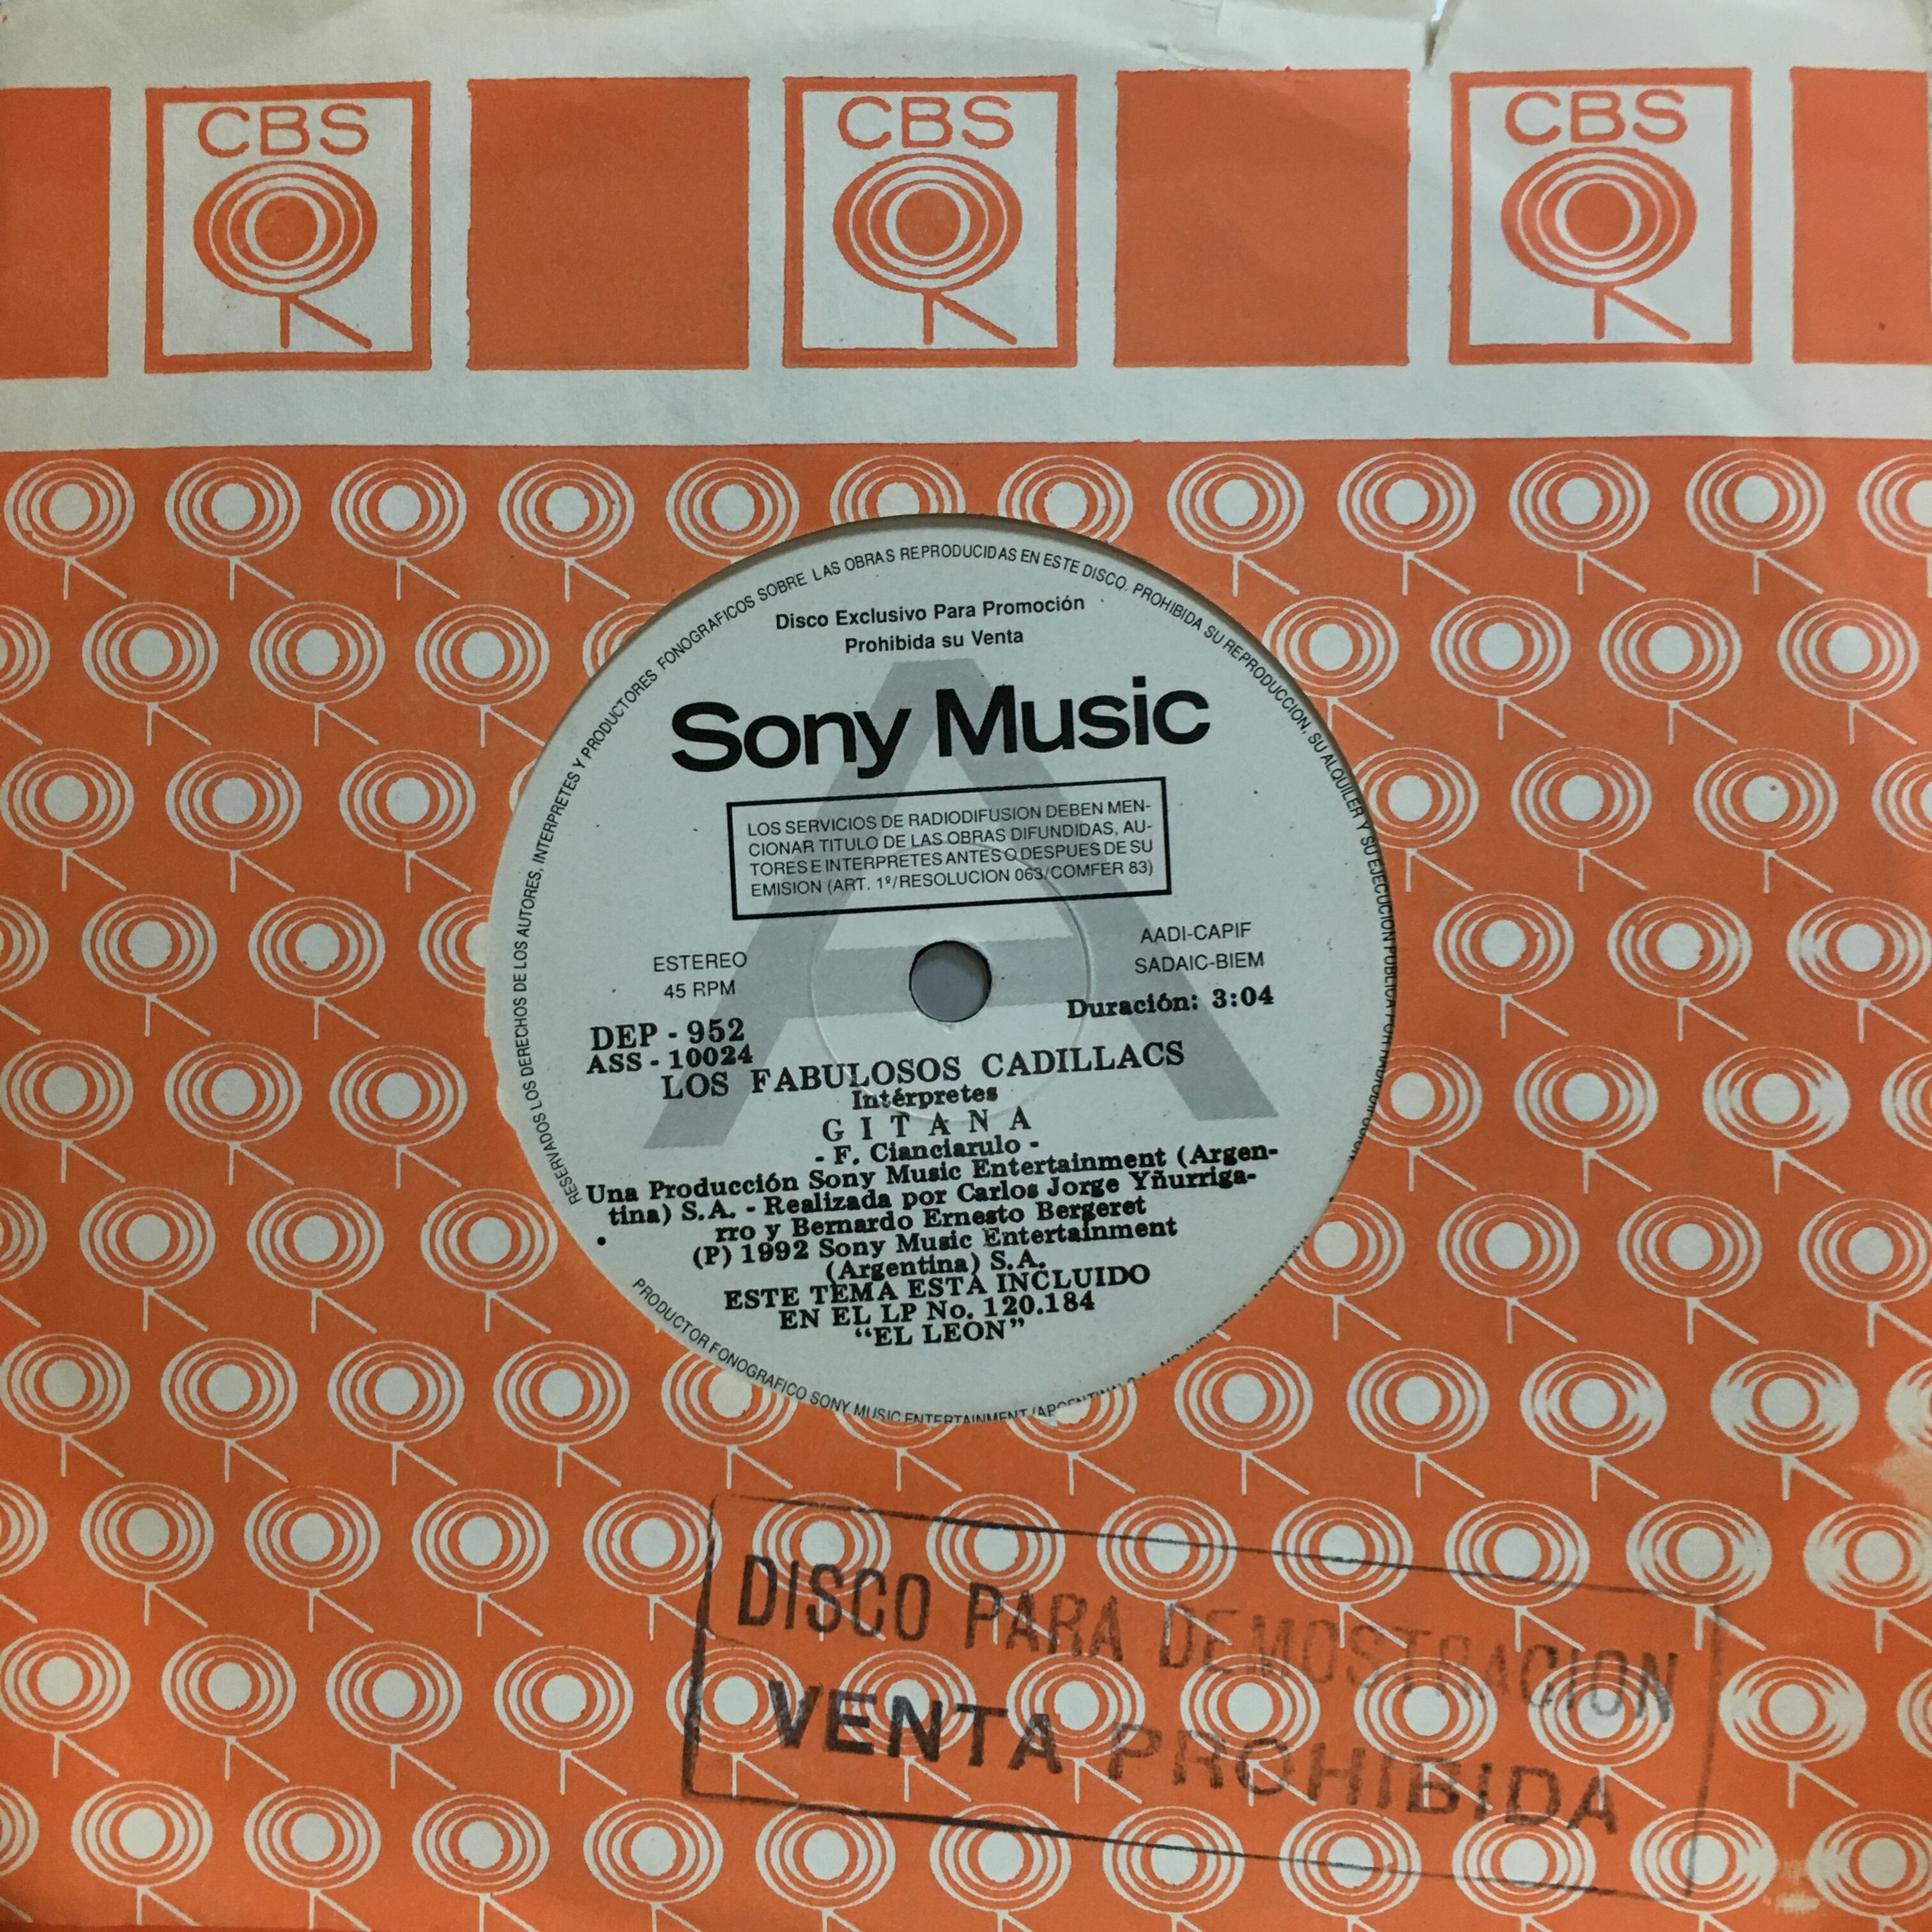 CBS
CBS
CBS
RESERVADOS LOS DERECHOS DE LOS AUTORES, INTERPRETES Y PRODUCTORES FONOGRAFICOS SOBRE LAS OBRAS REPRODUCIDAS EN ESTE DISCO. PROHIBIDA SU REPRODUCCION, SU ALQUILER Y SU EJECUCION PUBLICA
Disco Exclusivo Para Promoción
Prohibida su Venta
Sony Music
LOS SERVICIOS DE RADIODIFUSION DEBEN MEN-
CIONAR TITULO DE LAS OBRAS DIFUNDIDAS, AU-
TORES E INTERPRETES ANTES O DESPUES DE SU
EMISION (ART. 1º/RESOLUCION 063/COMFER 83)
A
ESTEREO
45 RPM
AADI-CAPIF
SADAIC-BIEM
DEP - 952
ASS - 10024
Duración: 3:04
LOS FABULOSOS CADILLACS
Intérpretes
G I T A N A
- F. Cianciarulo -
Una Producción Sony Music Entertainment (Argen-
tina) S.A. - Realizada por Carlos Jorge Yñurriga-
rro y Bernardo Ernesto Bergeret
(P) 1992 Sony Music Entertainment
(Argentina) S.A.
ESTE TEMA ESTA INCLUIDO
EN EL LP No. 120.184
“EL LEON”
PRODUCTOR FONOGRAFICO SONY MUSIC ENTERTAINMENT
DISCO PARA DEMOSTRACION
VENTA PROHIBIDA